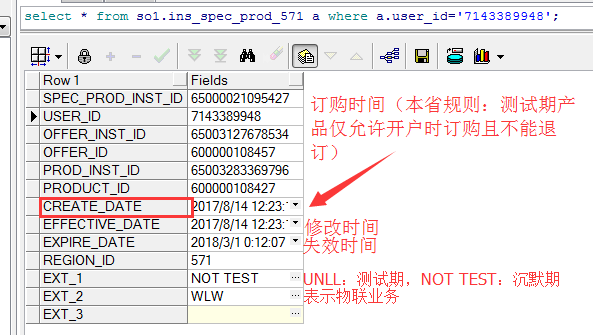 select * from so1.ins_spec_prod_571 a where a.user_id='7143389948';
Row 1 Fields
SPEC_PROD_INST_ID 65000021095427
USER_ID 7143389948
OFFER_INST_ID 65003127678534
OFFER_ID 600000108457
PROD_INST_ID 65003283369796
PRODUCT_ID 600000108427
CREATE_DATE 2017/8/14 12:23:
EFFECTIVE_DATE 2017/8/14 12:23:
EXPIRE_DATE 2018/3/1 0:12:07
REGION_ID 571
EXT_1 NOT TEST
EXT_2 WLW
EXT_3
订购时间（本省规则：测试期产
品仅允许开户时订购且不能退
订）
修改时间
失效时间
UNLL：测试期，NOT TEST：沉默期
表示物联业务